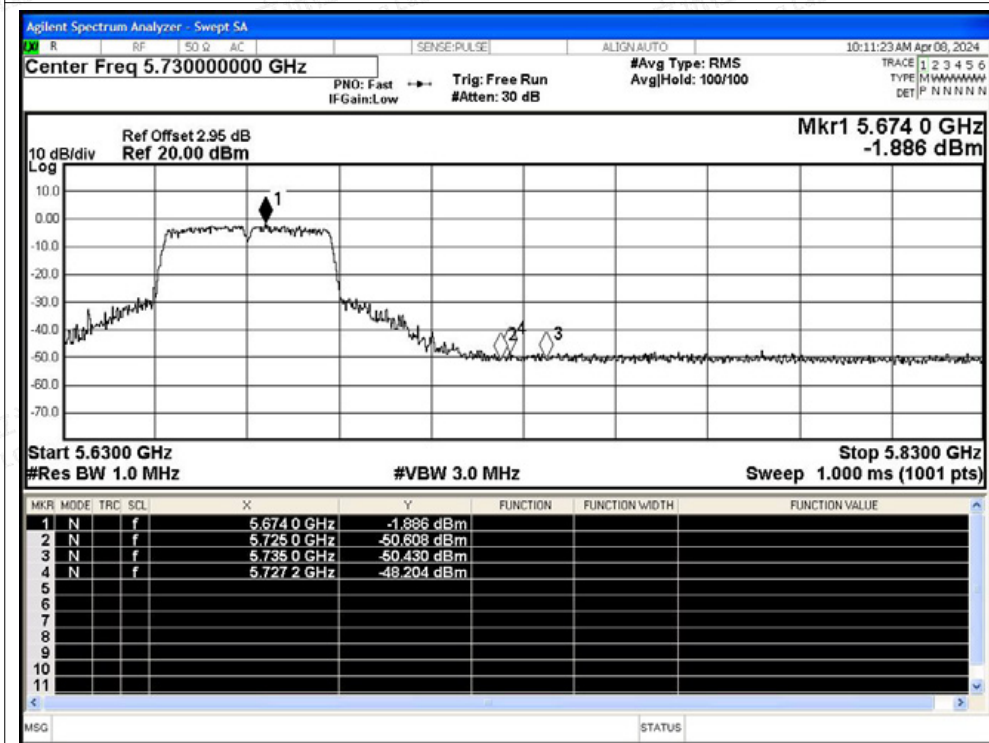 Agilent Spectrum Analyzer - Swept SA
LXI R RF 50 Ω AC SENSE:PULSE ALIGN AUTO 10:11:23 AM Apr 08, 2024
Center Freq 5.730000000 GHz #Avg Type: RMS TRACE 1 2 3 4 5 6
PNO: Fast Trig: Free Run Avg|Hold: 100/100 TYPE M WWWWW
IFGain:Low #Atten: 30 dB DET P N N N N N
Ref Offset 2.95 dB Mkr1 5.674 0 GHz
10 dB/div Ref 20.00 dBm -1.886 dBm
Log
10.0
1
0.00
-10.0
-20.0
-30.0
-40.0
2 4 3
-50.0
-60.0
-70.0
Start 5.6300 GHz Stop 5.8300 GHz
#Res BW 1.0 MHz #VBW 3.0 MHz Sweep 1.000 ms (1001 pts)
MKR MODE TRC SCL X Y FUNCTION FUNCTION WIDTH FUNCTION VALUE
1 N f 5.674 0 GHz -1.886 dBm
2 N f 5.725 0 GHz -50.608 dBm
3 N f 5.735 0 GHz -50.430 dBm
4 N f 5.727 2 GHz -48.204 dBm
5
6
7
8
9
10
11
MSG STATUS